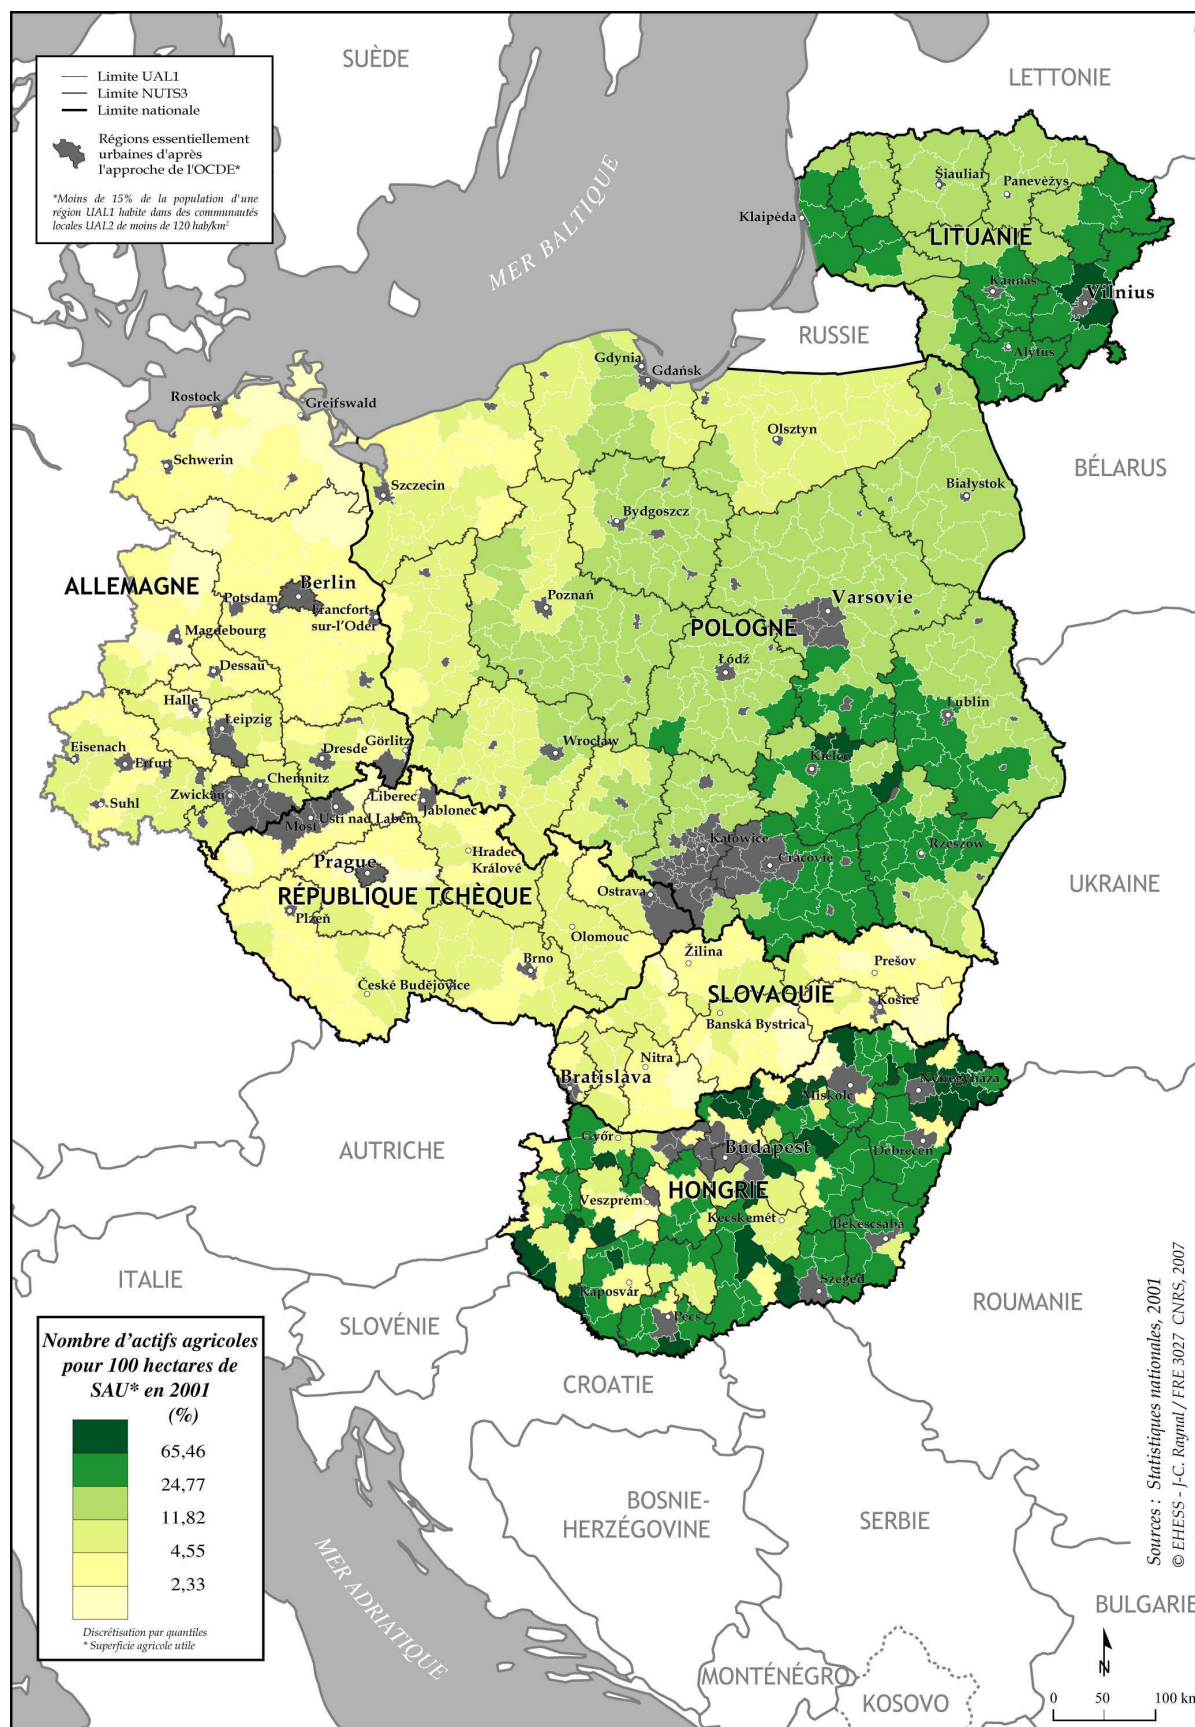 SUÈDE
LETTONIE
Limite UAL1
Limite NUTS3
Limite nationale
Régions essentiellement
urbaines d'après
l'approche de l'OCDE*
*Moins de 15% de la population d'une
région UAL1 habite dans des communautés
locales UAL2 de moins de 120 hab/km²
MER BALTIQUE
Šiauliai
Panevėžys
Klaipėda
LITUANIE
Kaunas
Vilnius
Alytus
RUSSIE
Gdynia
Gdańsk
Rostock
Greifswald
Olsztyn
Schwerin
Szczecin
BÉLARUS
Białystok
Bydgoszcz
ALLEMAGNE
Berlin
Potsdam
Francfort-
sur-l'Oder
Poznań
Varsovie
POLOGNE
Magdebourg
Dessau
Łódź
Halle
Leipzig
Lublin
Eisenach
Erfurt
Dresde
Görlitz
Wrocław
Kielce
Chemnitz
Zwickau
Suhl
Liberec
Jablonec
Most
Ústí nad Labem
Katowice
Cracovie
Rzeszów
Prague
Hradec
Králové
UKRAINE
RÉPUBLIQUE TCHÈQUE
Ostrava
Plzeň
Olomouc
Brno
Žilina
Prešov
České Budějovice
SLOVAQUIE
Košice
Banská Bystrica
Nitra
Bratislava
Miskolc
Nyíregyháza
AUTRICHE
Győr
Budapest
Debrecen
HONGRIE
Veszprém
Kecskemét
Békéscsaba
ITALIE
Kaposvár
Szeged
Pécs
ROUMANIE
SLOVÉNIE
CROATIE
Nombre d'actifs agricoles
pour 100 hectares de
SAU* en 2001
(%)
65,46
24,77
11,82
4,55
2,33
Discrétisation par quantiles
* Superficie agricole utile
BOSNIE-
HERZÉGOVINE
SERBIE
MER ADRIATIQUE
BULGARIE
MONTÉNÉGRO
KOSOVO
N
0 50 100 km
Sources : Statistiques nationales, 2001
© EHESS - J-C. Raynal / FRE 3027 CNRS, 2007